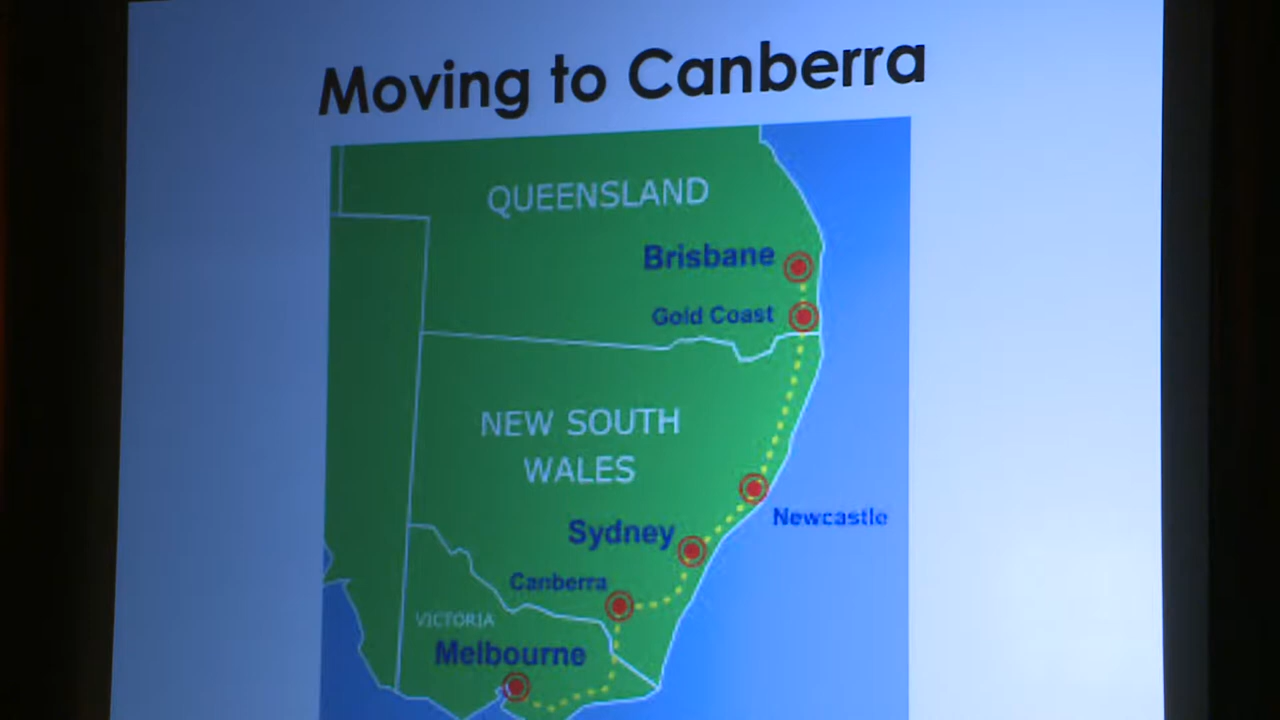 Moving to Canberra
QUEENSLAND
Brisbane
Gold Coast
NEW SOUTH
WALES
Newcastle
Sydney
Canberra
VICTORIA
Melbourne